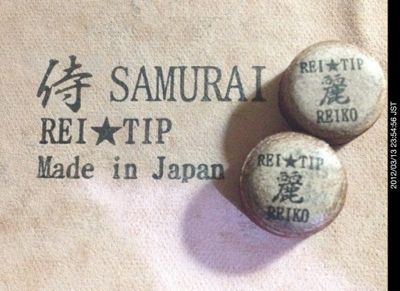 侍 SAMURAI
REI★TIP
Made in Japan
REI★TIP
麗
REIKO
REI★TIP
麗
REIKO
2012/03/13 23:54:56 JST